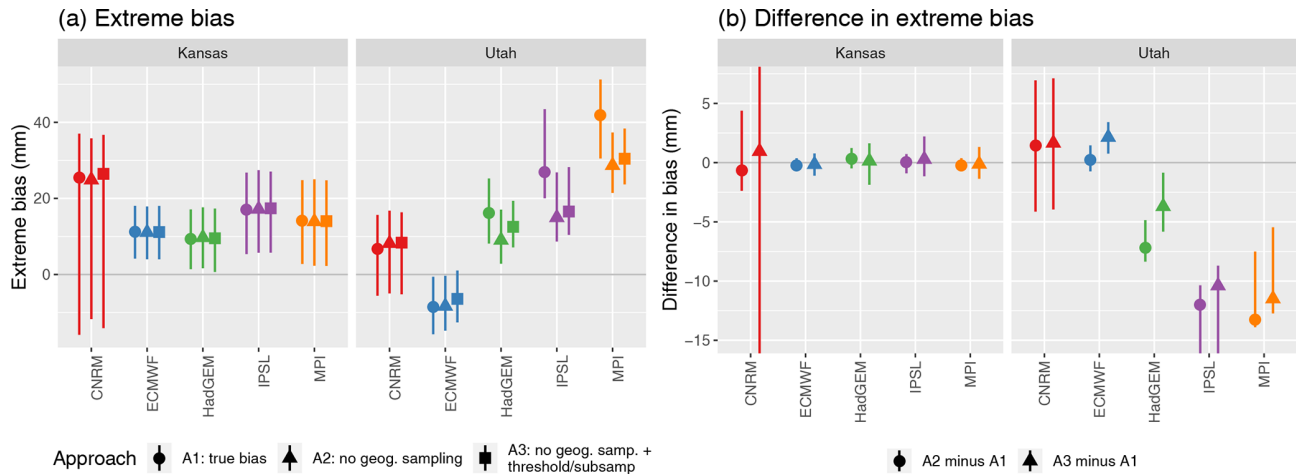 (a) Extreme bias
Kansas
Utah
Extreme bias (mm)
40
20
0
CNRM
ECMWF
HadGEM
IPSL
MPI
CNRM
ECMWF
HadGEM
IPSL
MPI
Approach
A1: true bias
A2: no geog. sampling
A3: no geog. samp. +
threshold/subsamp
(b) Difference in extreme bias
Kansas
Utah
Difference in bias (mm)
5
0
−5
−10
−15
CNRM
ECMWF
HadGEM
IPSL
MPI
CNRM
ECMWF
HadGEM
IPSL
MPI
A2 minus A1
A3 minus A1